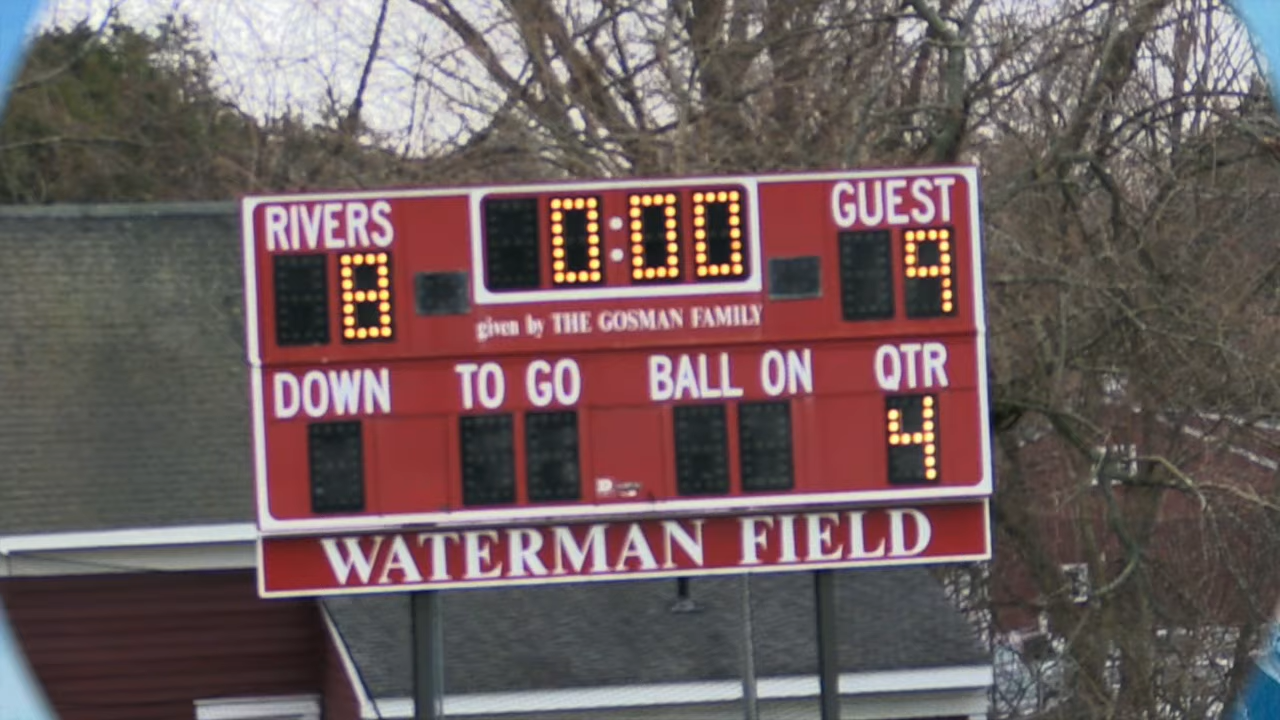 RIVERS 0:00 GUEST
8 9
given by THE GOSMAN FAMILY
DOWN TO GO BALL ON QTR
4
WATERMAN FIELD